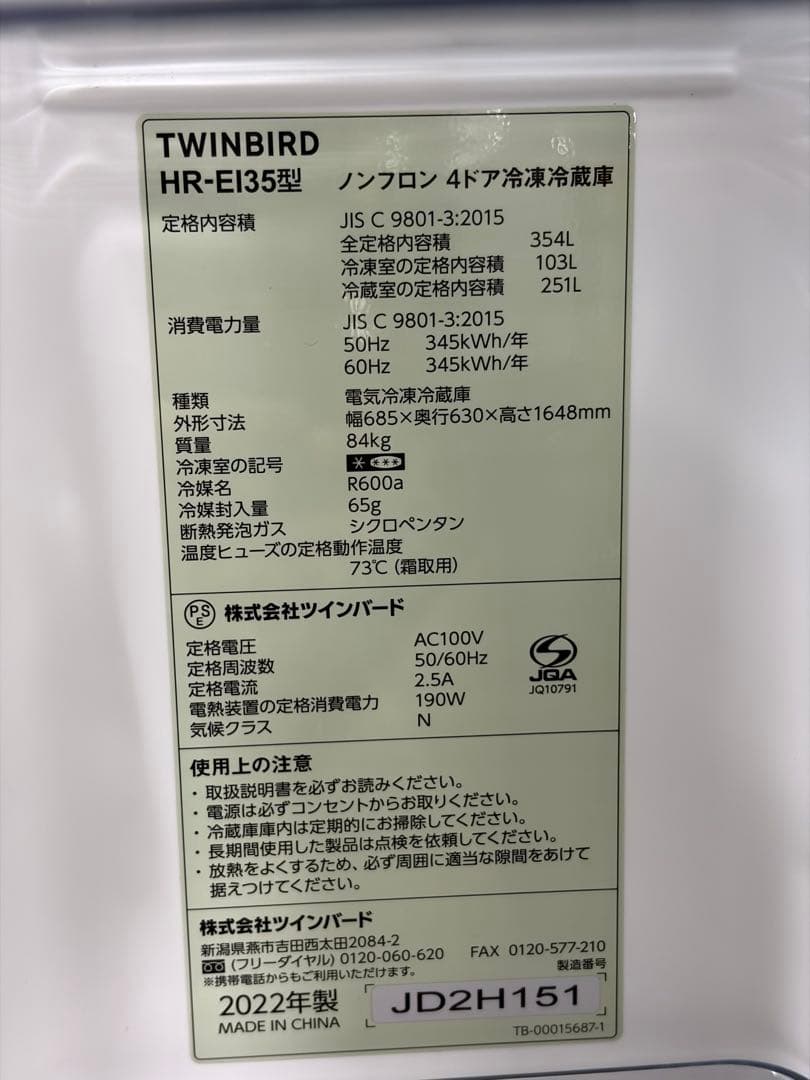 TWINBIRD
HR-EI35型 ノンフロン 4ドア冷凍冷蔵庫
定格内容積 JIS C 9801-3:2015
全定格内容積 354L
冷凍室の定格内容積 103L
冷蔵室の定格内容積 251L
消費電力量 JIS C 9801-3:2015
50Hz 345kWh/年
60Hz 345kWh/年
種類 電気冷凍冷蔵庫
外形寸法 幅685×奥行630×高さ1648mm
質量 84kg
冷凍室の記号
冷媒名 R600a
冷媒封入量 65g
断熱発泡ガス シクロペンタン
温度ヒューズの定格動作温度
73℃(霜取用)
PSE 株式会社ツインバード
定格電圧 AC100V
定格周波数 50/60Hz
定格電流 2.5A
電熱装置の定格消費電力 190W
気候クラス N
JQA
JQ10791
使用上の注意
・取扱説明書を必ずお読みください。
・電源は必ずコンセントからお取りください。
・冷蔵庫庫内は定期的にお掃除してください。
・長期間使用した製品は点検を依頼してください。
・放熱をよくするため、必ず周囲に適当な隙間をあけて
据えつけてください。
株式会社ツインバード
新潟県燕市吉田西太田2084-2
(フリーダイヤル) 0120-060-620 FAX 0120-577-210
※携帯電話からもご利用いただけます。
製造番号
2022年製 JD2H151
MADE IN CHINA
TB-00015687-1